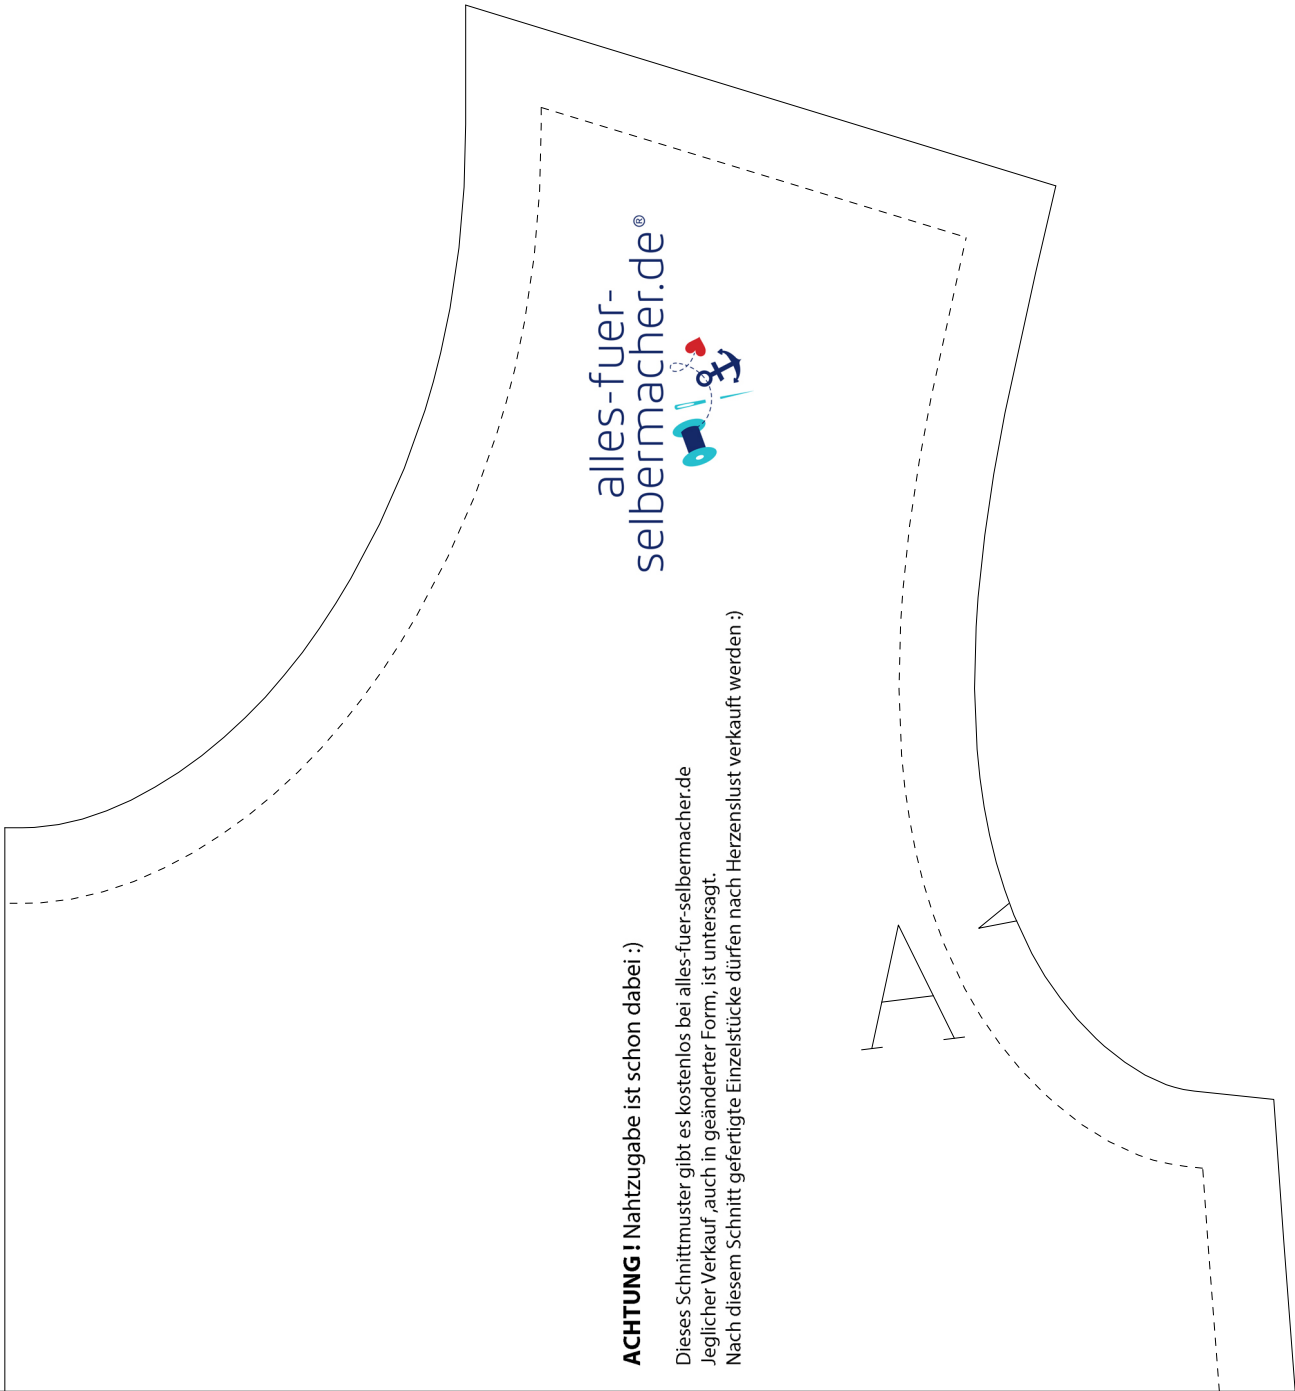 alles-fuer-
selbermacher.de®
ACHTUNG! Nahtzugabe ist schon dabei :)
Dieses Schnittmuster gibt es kostenlos bei alles-fuer-selbermacher.de
Jeglicher Verkauf ,auch in geänderter Form, ist untersagt.
Nach diesem Schnitt gefertigte Einzelstücke dürfen nach Herzenslust verkauft werden :)
A